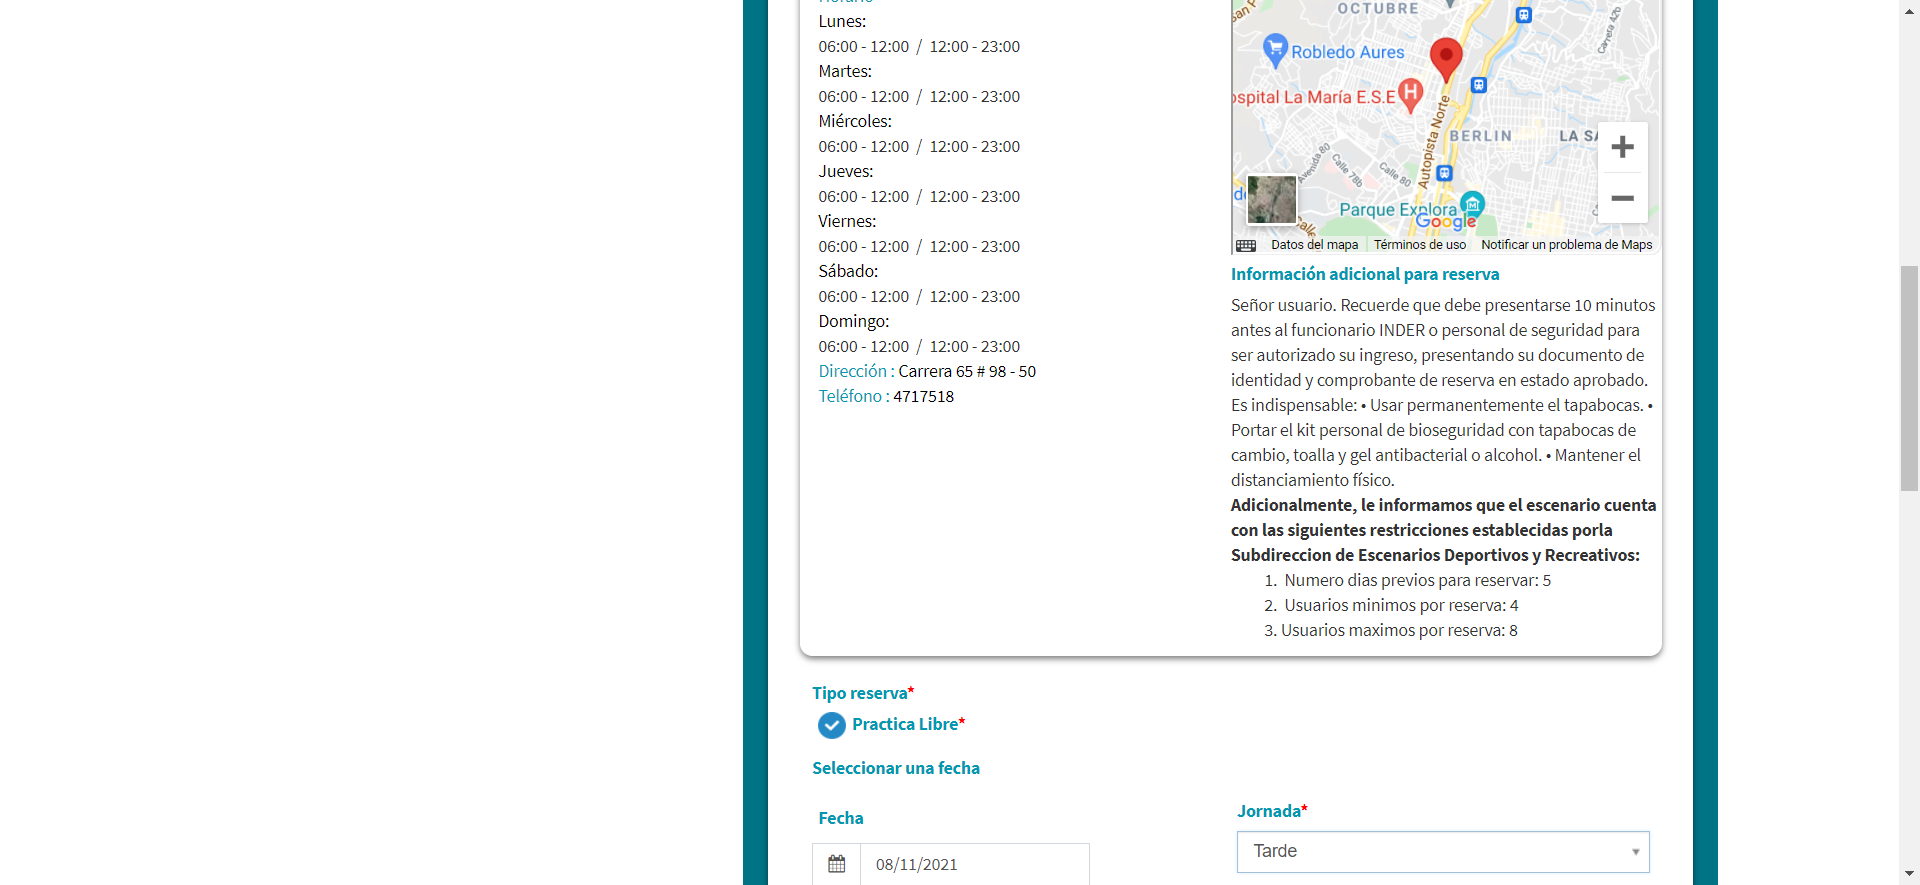 Horario
Lunes:
06:00 - 12:00 / 12:00 - 23:00
Martes:
06:00 - 12:00 / 12:00 - 23:00
Miércoles:
06:00 - 12:00 / 12:00 - 23:00
Jueves:
06:00 - 12:00 / 12:00 - 23:00
Viernes:
06:00 - 12:00 / 12:00 - 23:00
Sábado:
06:00 - 12:00 / 12:00 - 23:00
Domingo:
06:00 - 12:00 / 12:00 - 23:00
Dirección : Carrera 65 # 98 - 50
Teléfono : 4717518
OCTUBRE
Carrera 42b
Robledo Aures
ospital La María E.S.E
H
Autopista Norte
BERLIN
LA SA
Avenida 80
Calle 78b
Calle 80
Parque Explora
Google
Calle
Datos del mapa
Términos de uso
Notificar un problema de Maps
Información adicional para reserva
Señor usuario. Recuerde que debe presentarse 10 minutos
antes al funcionario INDER o personal de seguridad para
ser autorizado su ingreso, presentando su documento de
identidad y comprobante de reserva en estado aprobado.
Es indispensable: • Usar permanentemente el tapabocas. •
Portar el kit personal de bioseguridad con tapabocas de
cambio, toalla y gel antibacterial o alcohol. • Mantener el
distanciamiento físico.
Adicionalmente, le informamos que el escenario cuenta
con las siguientes restricciones establecidas porla
Subdireccion de Escenarios Deportivos y Recreativos:
1. Numero dias previos para reservar: 5
2. Usuarios minimos por reserva: 4
3. Usuarios maximos por reserva: 8
Tipo reserva*
Practica Libre*
Seleccionar una fecha
Fecha
08/11/2021
Jornada*
Tarde